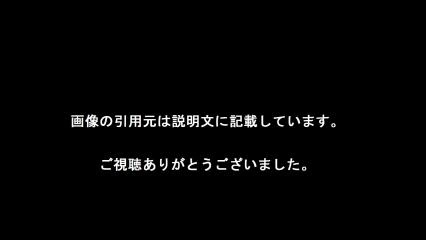 画像の引用元は説明文に記載しています。
ご視聴ありがとうございました。